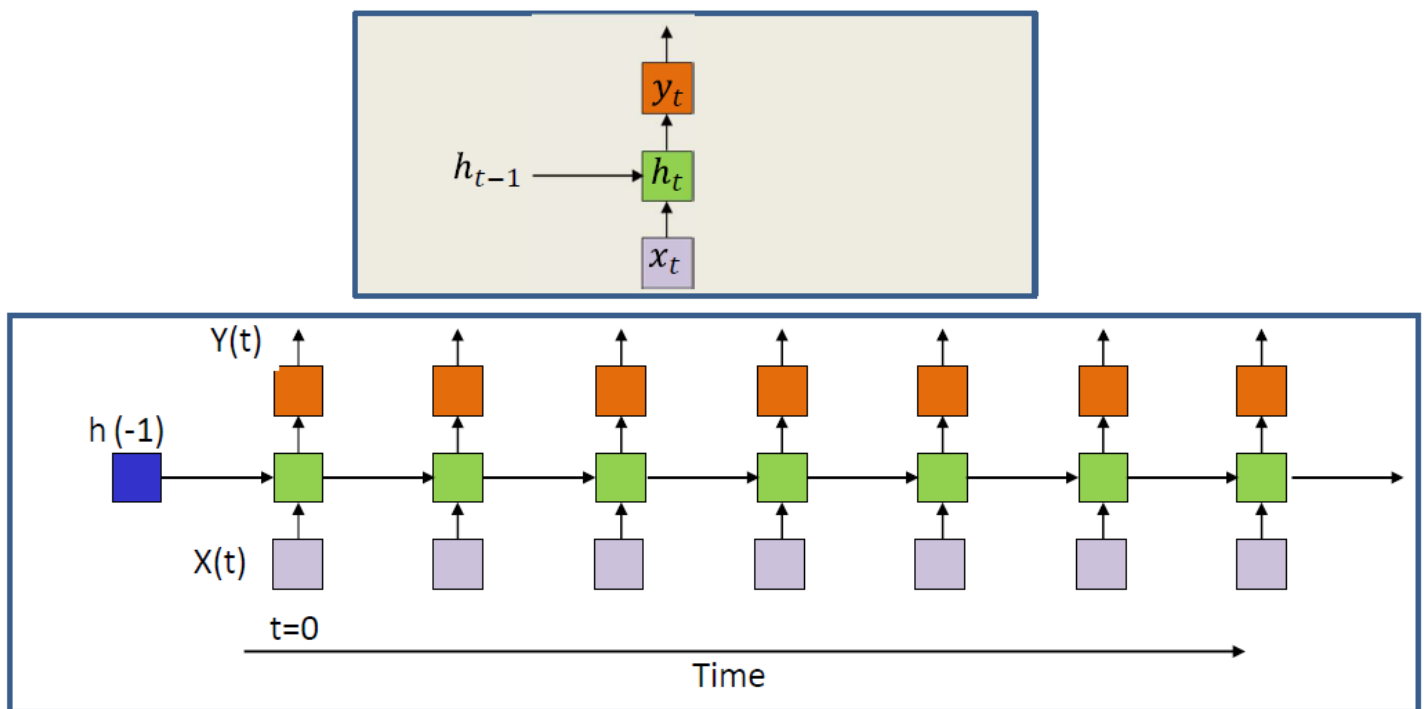 y_t
h_{t-1}
h_t
x_t
Y(t)
h (-1)
X(t)
t=0
Time